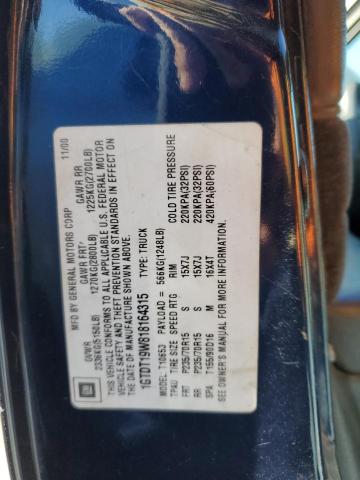 MFD BY GENERAL MOTORS CORP 11/00
GVWR GAWR FRT GAWR RR
2336KG(5150LB) 1270KG(2800LB) 1225KG(2700LB)
THIS VEHICLE CONFORMS TO ALL APPLICABLE U.S. FEDERAL MOTOR
VEHICLE SAFETY AND THEFT PREVENTION STANDARDS IN EFFECT ON
THE DATE OF MANUFACTURE SHOWN ABOVE.
1GTDT19W818164315 TYPE: TRUCK
GM
MODEL: T10653 PAYLOAD = 566KG(1248LB)
TPAU TIRE SIZE SPEED RTG RIM COLD TIRE PRESSURE
FRT P235/70R15 S 15X7J 220KPA(32PSI)
RR P235/70R15 S 15X7J 220KPA(32PSI)
SPA T155/90D16 M 16X4T 420KPA(60PSI)
SEE OWNER'S MANUAL FOR MORE INFORMATION.